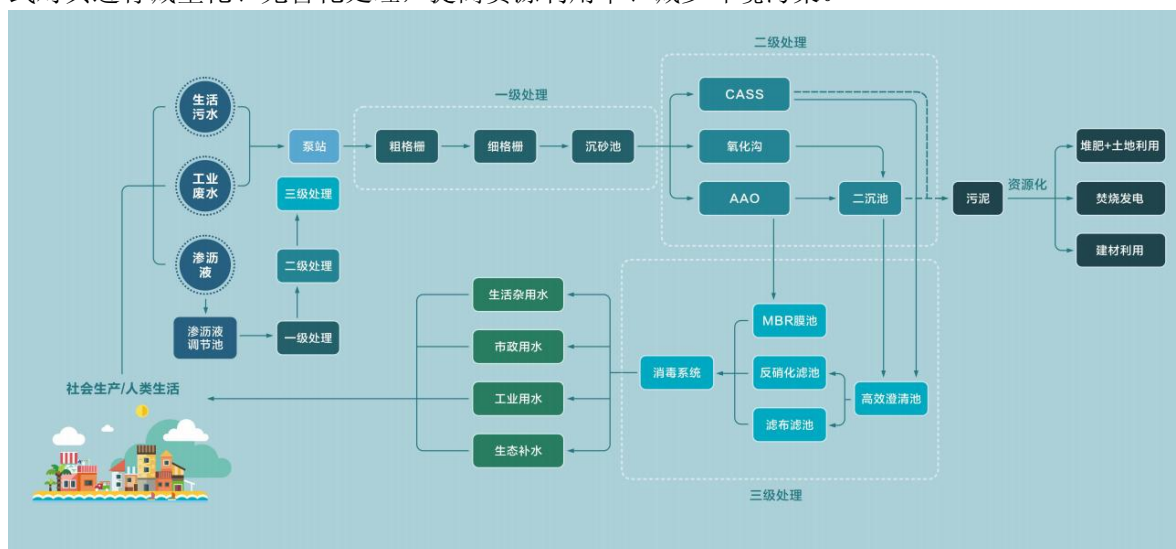 二级处理
一级处理
生活
污水
工业
废水
渗沥
液
渗沥液
调节池
一级处理
二级处理
三级处理
泵站
粗格栅
细格栅
沉砂池
CASS
氧化沟
AAO
二沉池
污泥
资源化
堆肥+土地利用
焚烧发电
建材利用
MBR膜池
反硝化滤池
滤布滤池
高效澄清池
消毒系统
三级处理
生活杂用水
市政用水
工业用水
生态补水
社会生产/人类生活